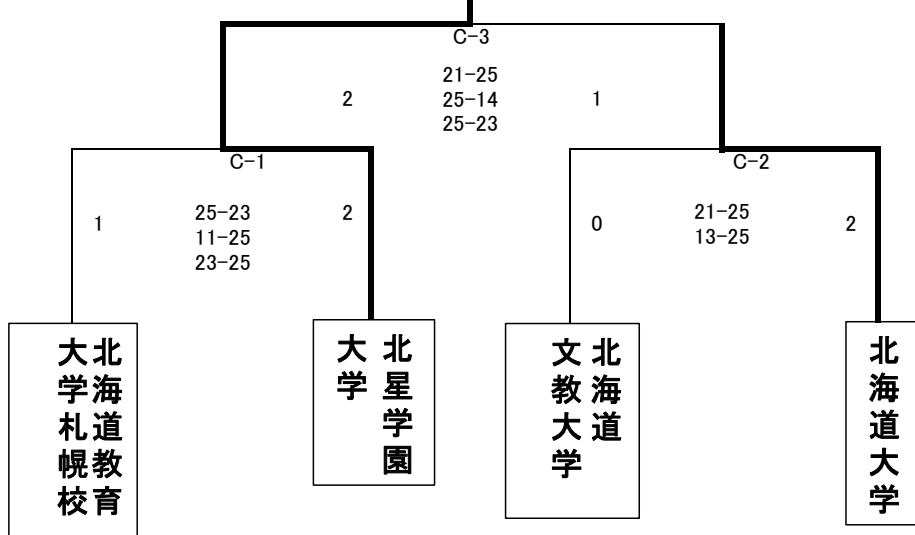 C-3
21-25
2
25-14
1
25-23
C-1
C-2
1
25-23
11-25
23-25
2
0
21-25
13-25
2
北海道教育
大学札幌校
北星学園
大学
北海道
文教大学
北海道大学